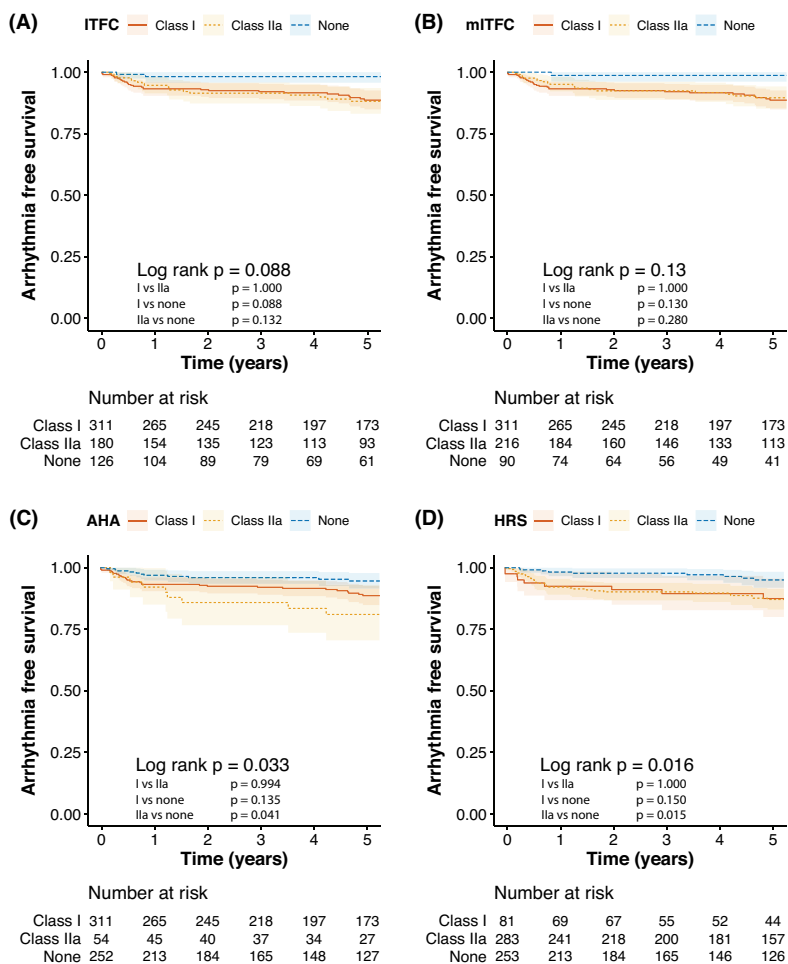 (A) ITFC Class I Class IIa None
Arrhythmia free survival
1.00
0.75
0.50
0.25
0.00
Log rank p = 0.088
I vs IIa p = 1.000
I vs none p = 0.088
IIa vs none p = 0.132
0 1 2 3 4 5
Time (years)
Number at risk
Class I 311 265 245 218 197 173
Class IIa 180 154 135 123 113 93
None 126 104 89 79 69 61
(B) mITFC Class I Class IIa None
Arrhythmia free survival
1.00
0.75
0.50
0.25
0.00
Log rank p = 0.13
I vs IIa p = 1.000
I vs none p = 0.130
IIa vs none p = 0.280
0 1 2 3 4 5
Time (years)
Number at risk
Class I 311 265 245 218 197 173
Class IIa 216 184 160 146 133 113
None 90 74 64 56 49 41
(C) AHA Class I Class IIa None
Arrhythmia free survival
1.00
0.75
0.50
0.25
0.00
Log rank p = 0.033
I vs IIa p = 0.994
I vs none p = 0.135
IIa vs none p = 0.041
0 1 2 3 4 5
Time (years)
Number at risk
Class I 311 265 245 218 197 173
Class IIa 54 45 40 37 34 27
None 252 213 184 165 148 127
(D) HRS Class I Class IIa None
Arrhythmia free survival
1.00
0.75
0.50
0.25
0.00
Log rank p = 0.016
I vs IIa p = 1.000
I vs none p = 0.150
IIa vs none p = 0.015
0 1 2 3 4 5
Time (years)
Number at risk
Class I 81 69 67 55 52 44
Class IIa 283 241 218 200 181 157
None 253 213 184 165 146 126